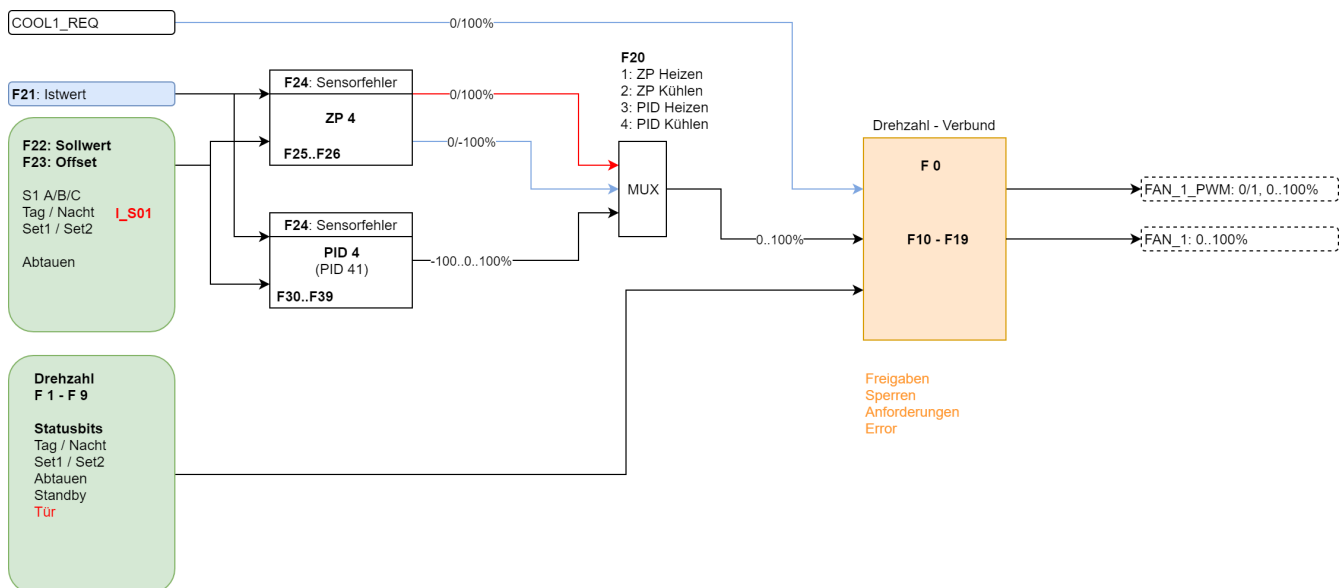 COOL1_REQ
0/100%
F20
1: ZP Heizen
2: ZP Kühlen
3: PID Heizen
4: PID Kühlen
F21: Istwert
F24: Sensorfehler
ZP 4
F25..F26
0/100%
0/-100%
F22: Sollwert
F23: Offset
S1 A/B/C
Tag / Nacht
I_S01
Set1 / Set2
Abtauen
F24: Sensorfehler
PID 4
(PID 41)
F30..F39
-100..0..100%
MUX
0..100%
Drehzahl - Verbund
F 0
F10 - F19
FAN_1_PWM: 0/1, 0..100%
FAN_1: 0..100%
Freigaben
Sperren
Anforderungen
Error
Drehzahl
F 1 - F 9
Statusbits
Tag / Nacht
Set1 / Set2
Abtauen
Standby
Tür